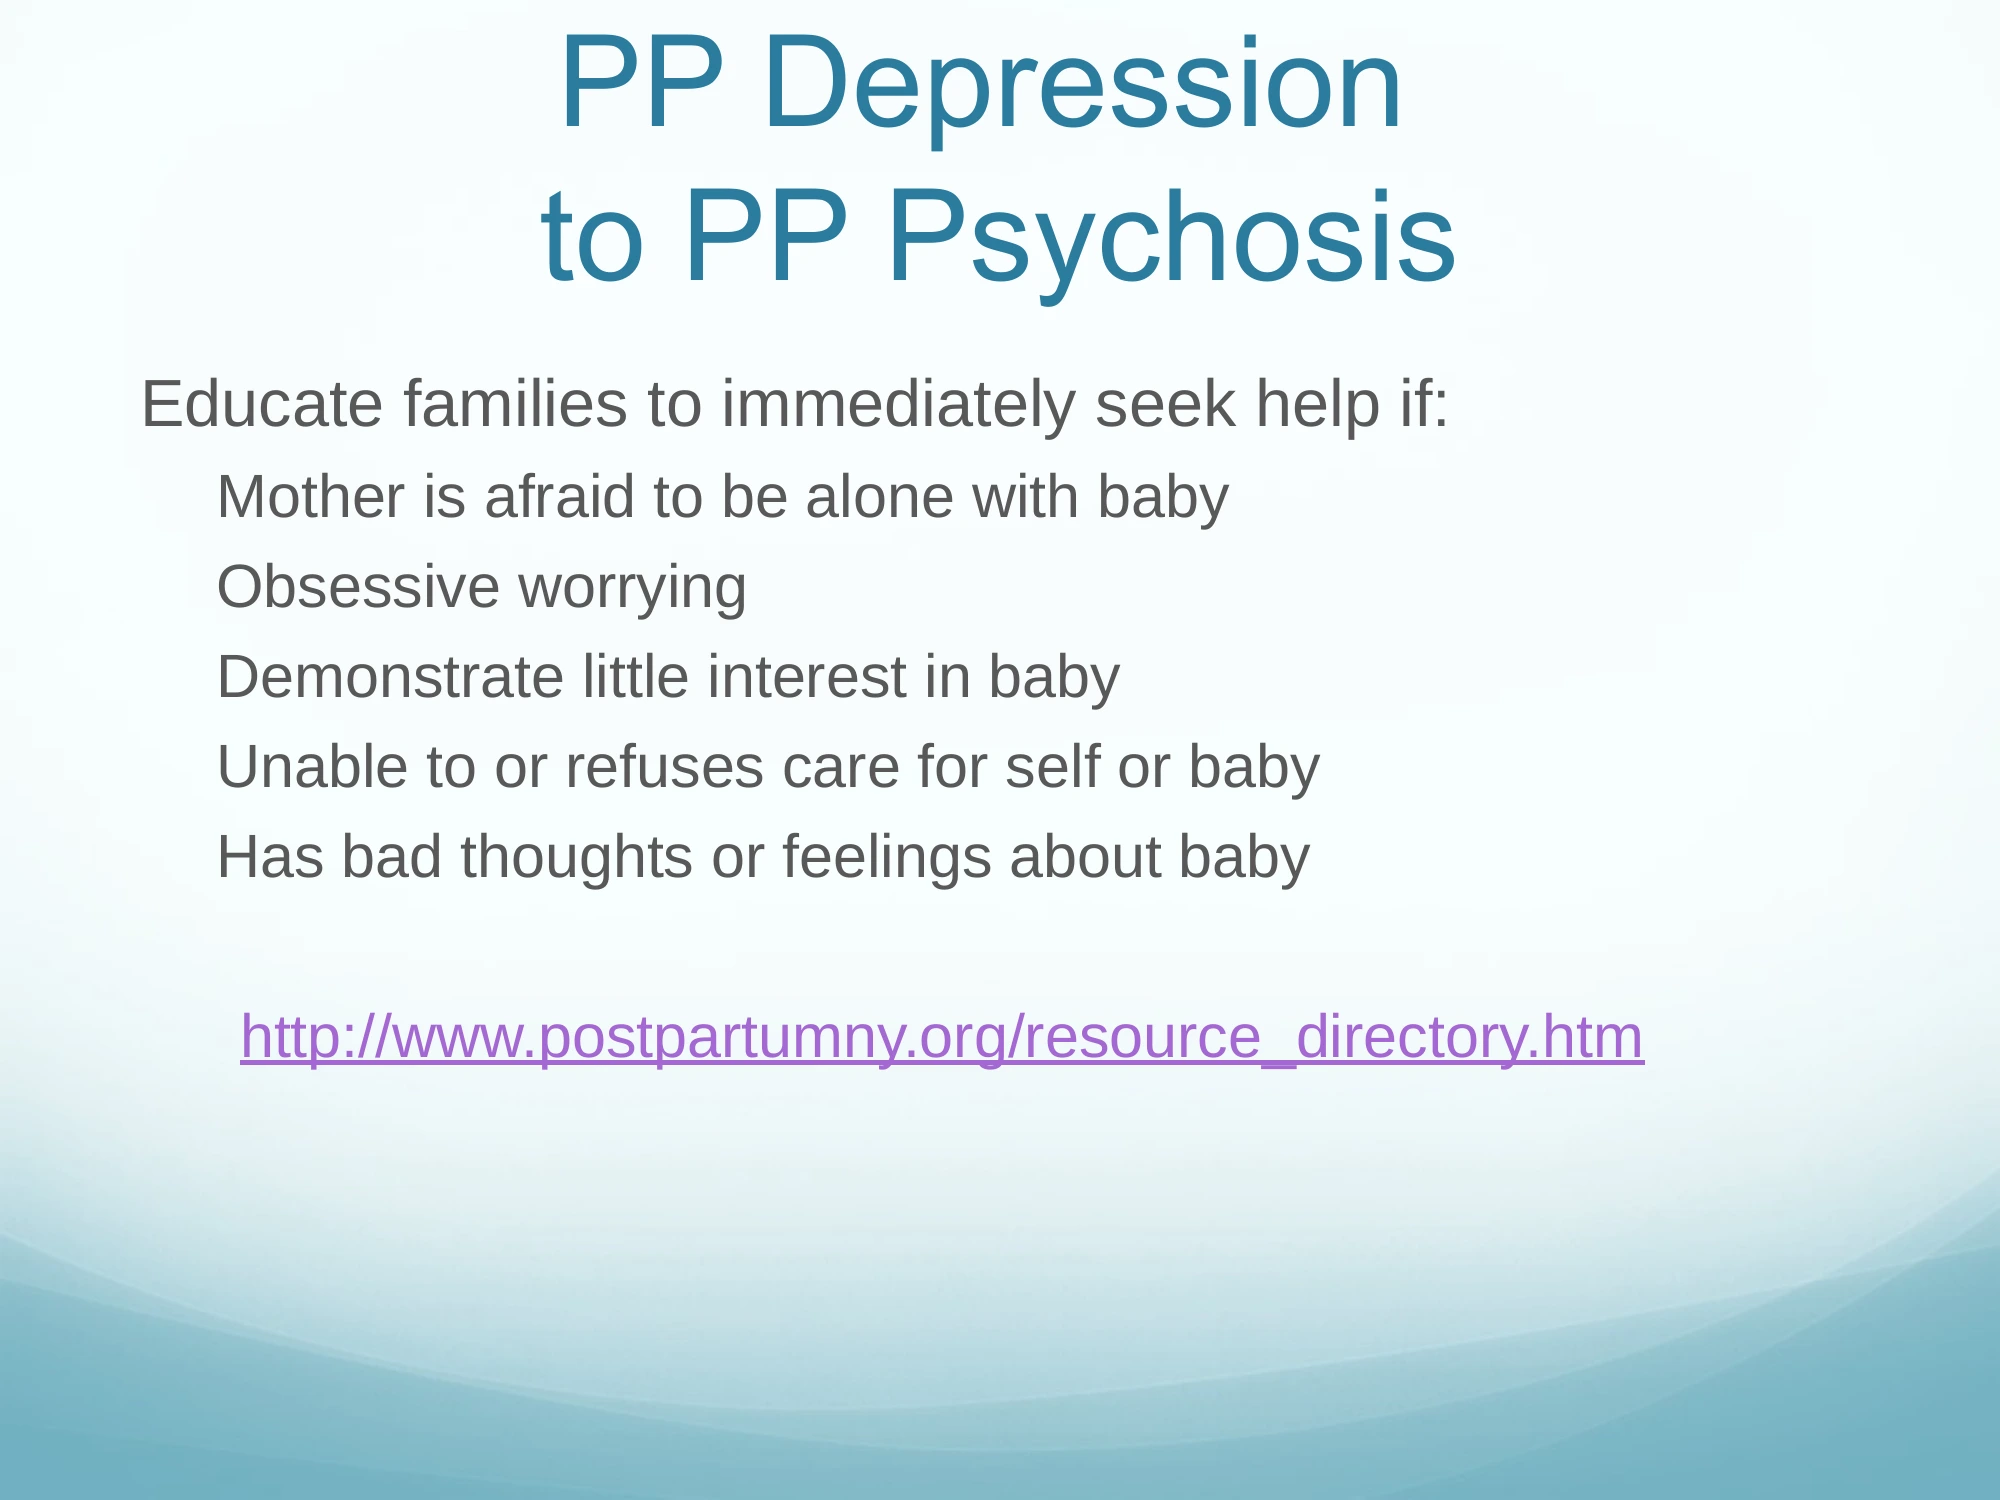 PP Depression
to PP Psychosis
Educate families to immediately seek help if:
Mother is afraid to be alone with baby
Obsessive worrying
Demonstrate little interest in baby
Unable to or refuses care for self or baby
Has bad thoughts or feelings about baby
http://www.postpartumny.org/resource_directory.htm